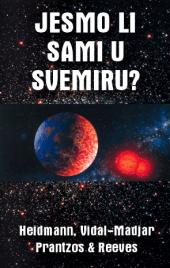 JESMO LI
SAMI U
SVEMIRU?
Heidmann, Vidal-Madjar
Prantzos & Reeves